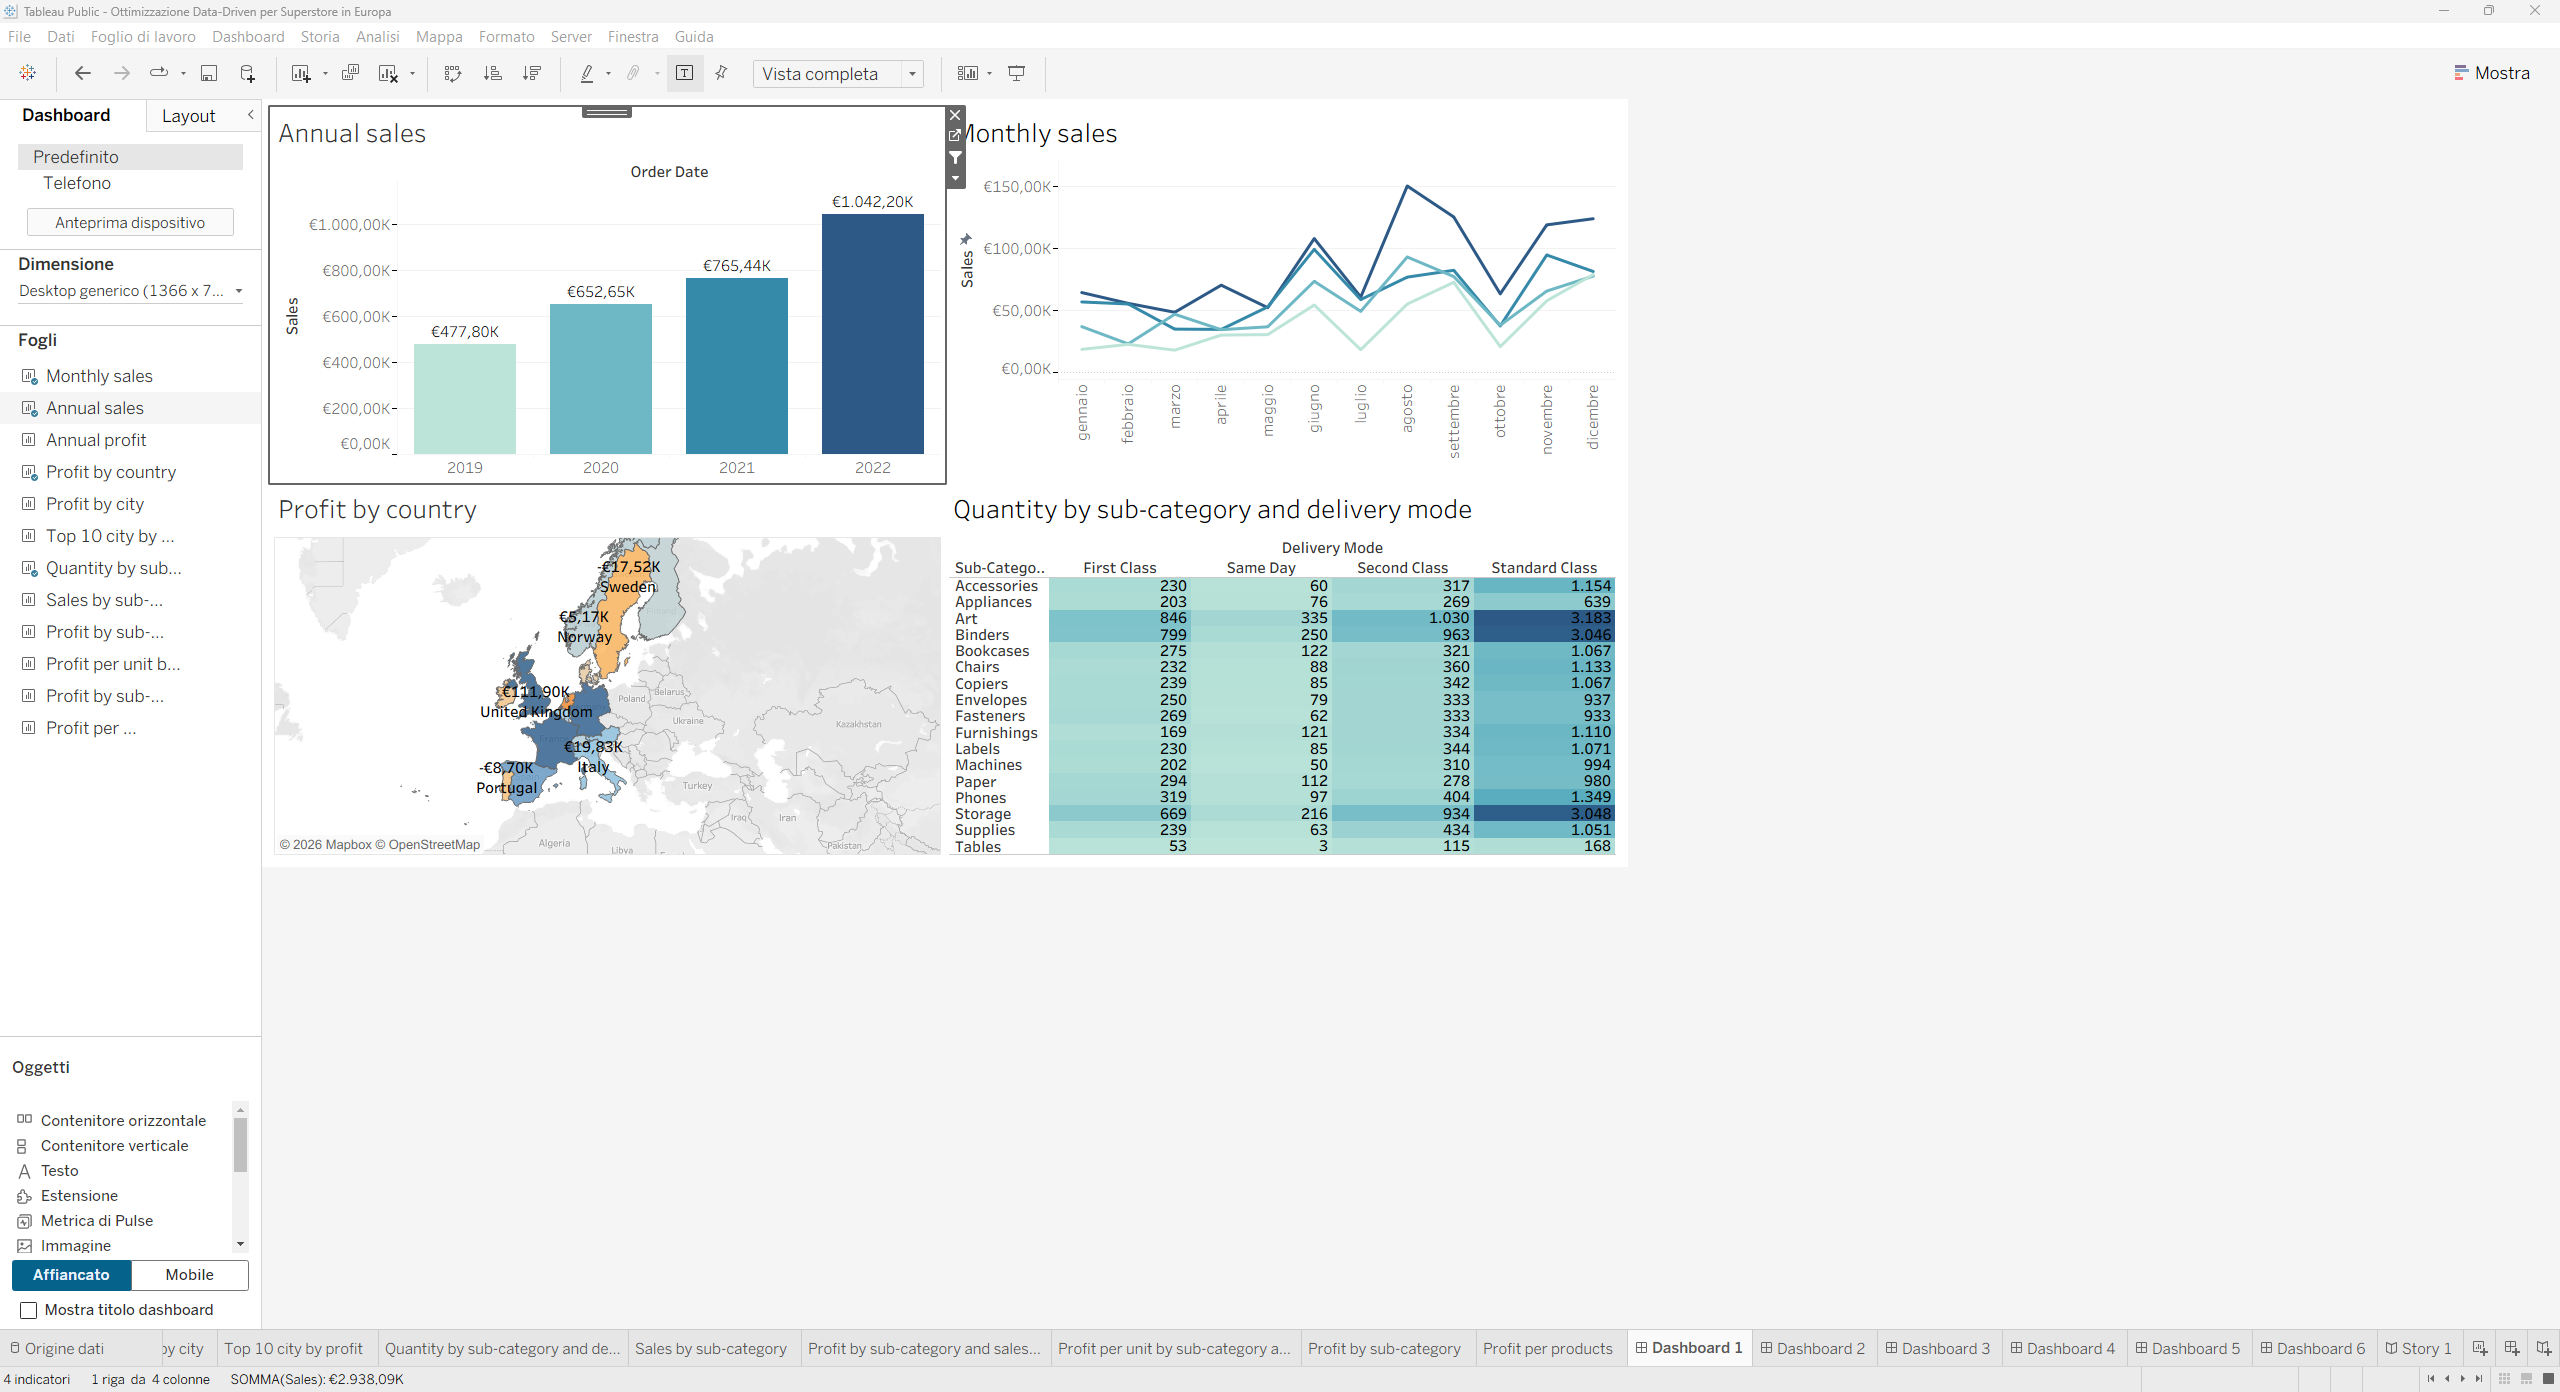 Tableau Public - Ottimizzazione Data-Driven per Superstore in Europa
File Dati Foglio di lavoro Dashboard Storia Analisi Mappa Formato Server Finestra Guida
Vista completa
Mostra
Dashboard Layout
Predefinito
Telefono
Anteprima dispositivo
Dimensione
Desktop generico (1366 x 7...
Fogli
Monthly sales
Annual sales
Annual profit
Profit by country
Profit by city
Top 10 city by ...
Quantity by sub...
Sales by sub-...
Profit by sub-...
Profit per unit b...
Profit by sub-...
Profit per ...
Oggetti
Contenitore orizzontale
Contenitore verticale
Testo
Estensione
Metrica di Pulse
Immagine
Affiancato Mobile
Mostra titolo dashboard
Annual sales
Order Date
Sales
€1.000,00K
€800,00K
€600,00K
€400,00K
€200,00K
€0,00K
€477,80K
€652,65K
€765,44K
€1.042,20K
2019 2020 2021 2022
Monthly sales
Sales
€150,00K
€100,00K
€50,00K
€0,00K
gennaio febbraio marzo aprile maggio giugno luglio agosto settembre ottobre novembre dicembre
Profit by country
-€17,52K
Sweden
€5,17K
Norway
€111,90K
United Kingdom
€19,83K
Italy
-€8,70K
Portugal
Poland
Belarus
Ukraine
Kazakhstan
France
Turkey
Iraq
Iran
Algeria
Libya
Pakistan
© 2026 Mapbox © OpenStreetMap
Quantity by sub-category and delivery mode
Delivery Mode
Sub-Catego.. First Class Same Day Second Class Standard Class
Accessories 230 60 317 1.154
Appliances 203 76 269 639
Art 846 335 1.030 3.183
Binders 799 250 963 3.046
Bookcases 275 122 321 1.067
Chairs 232 88 360 1.133
Copiers 239 85 342 1.067
Envelopes 250 79 333 937
Fasteners 269 62 333 933
Furnishings 169 121 334 1.110
Labels 230 85 344 1.071
Machines 202 50 310 994
Paper 294 112 278 980
Phones 319 97 404 1.349
Storage 669 216 934 3.048
Supplies 239 63 434 1.051
Tables 53 3 115 168
Origine dati by city Top 10 city by profit Quantity by sub-category and de... Sales by sub-category Profit by sub-category and sales... Profit per unit by sub-category a... Profit by sub-category Profit per products Dashboard 1 Dashboard 2 Dashboard 3 Dashboard 4 Dashboard 5 Dashboard 6 Story 1
4 indicatori 1 riga da 4 colonne SOMMA(Sales): €2.938,09K